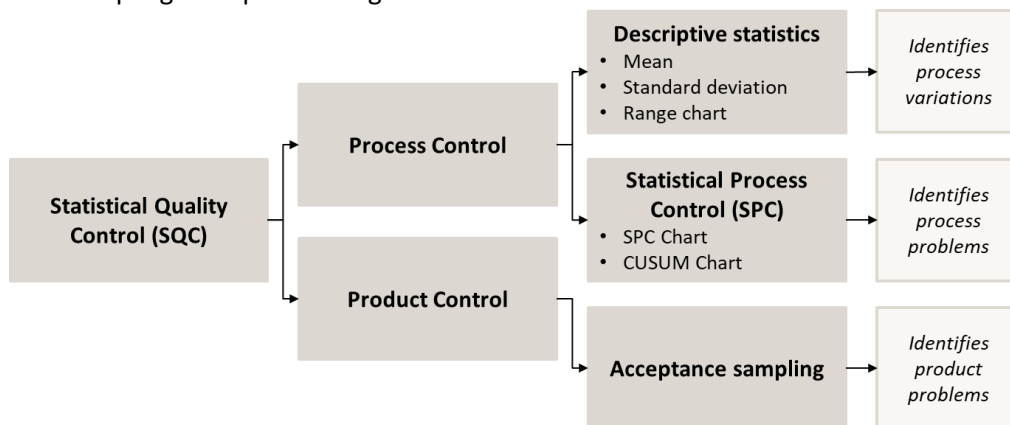 Descriptive statistics
• Mean
• Standard deviation
• Range chart
Identifies
process
variations
Process Control
Statistical Quality
Control (SQC)
Statistical Process
Control (SPC)
• SPC Chart
• CUSUM Chart
Identifies
process
problems
Product Control
Acceptance sampling
Identifies
product
problems